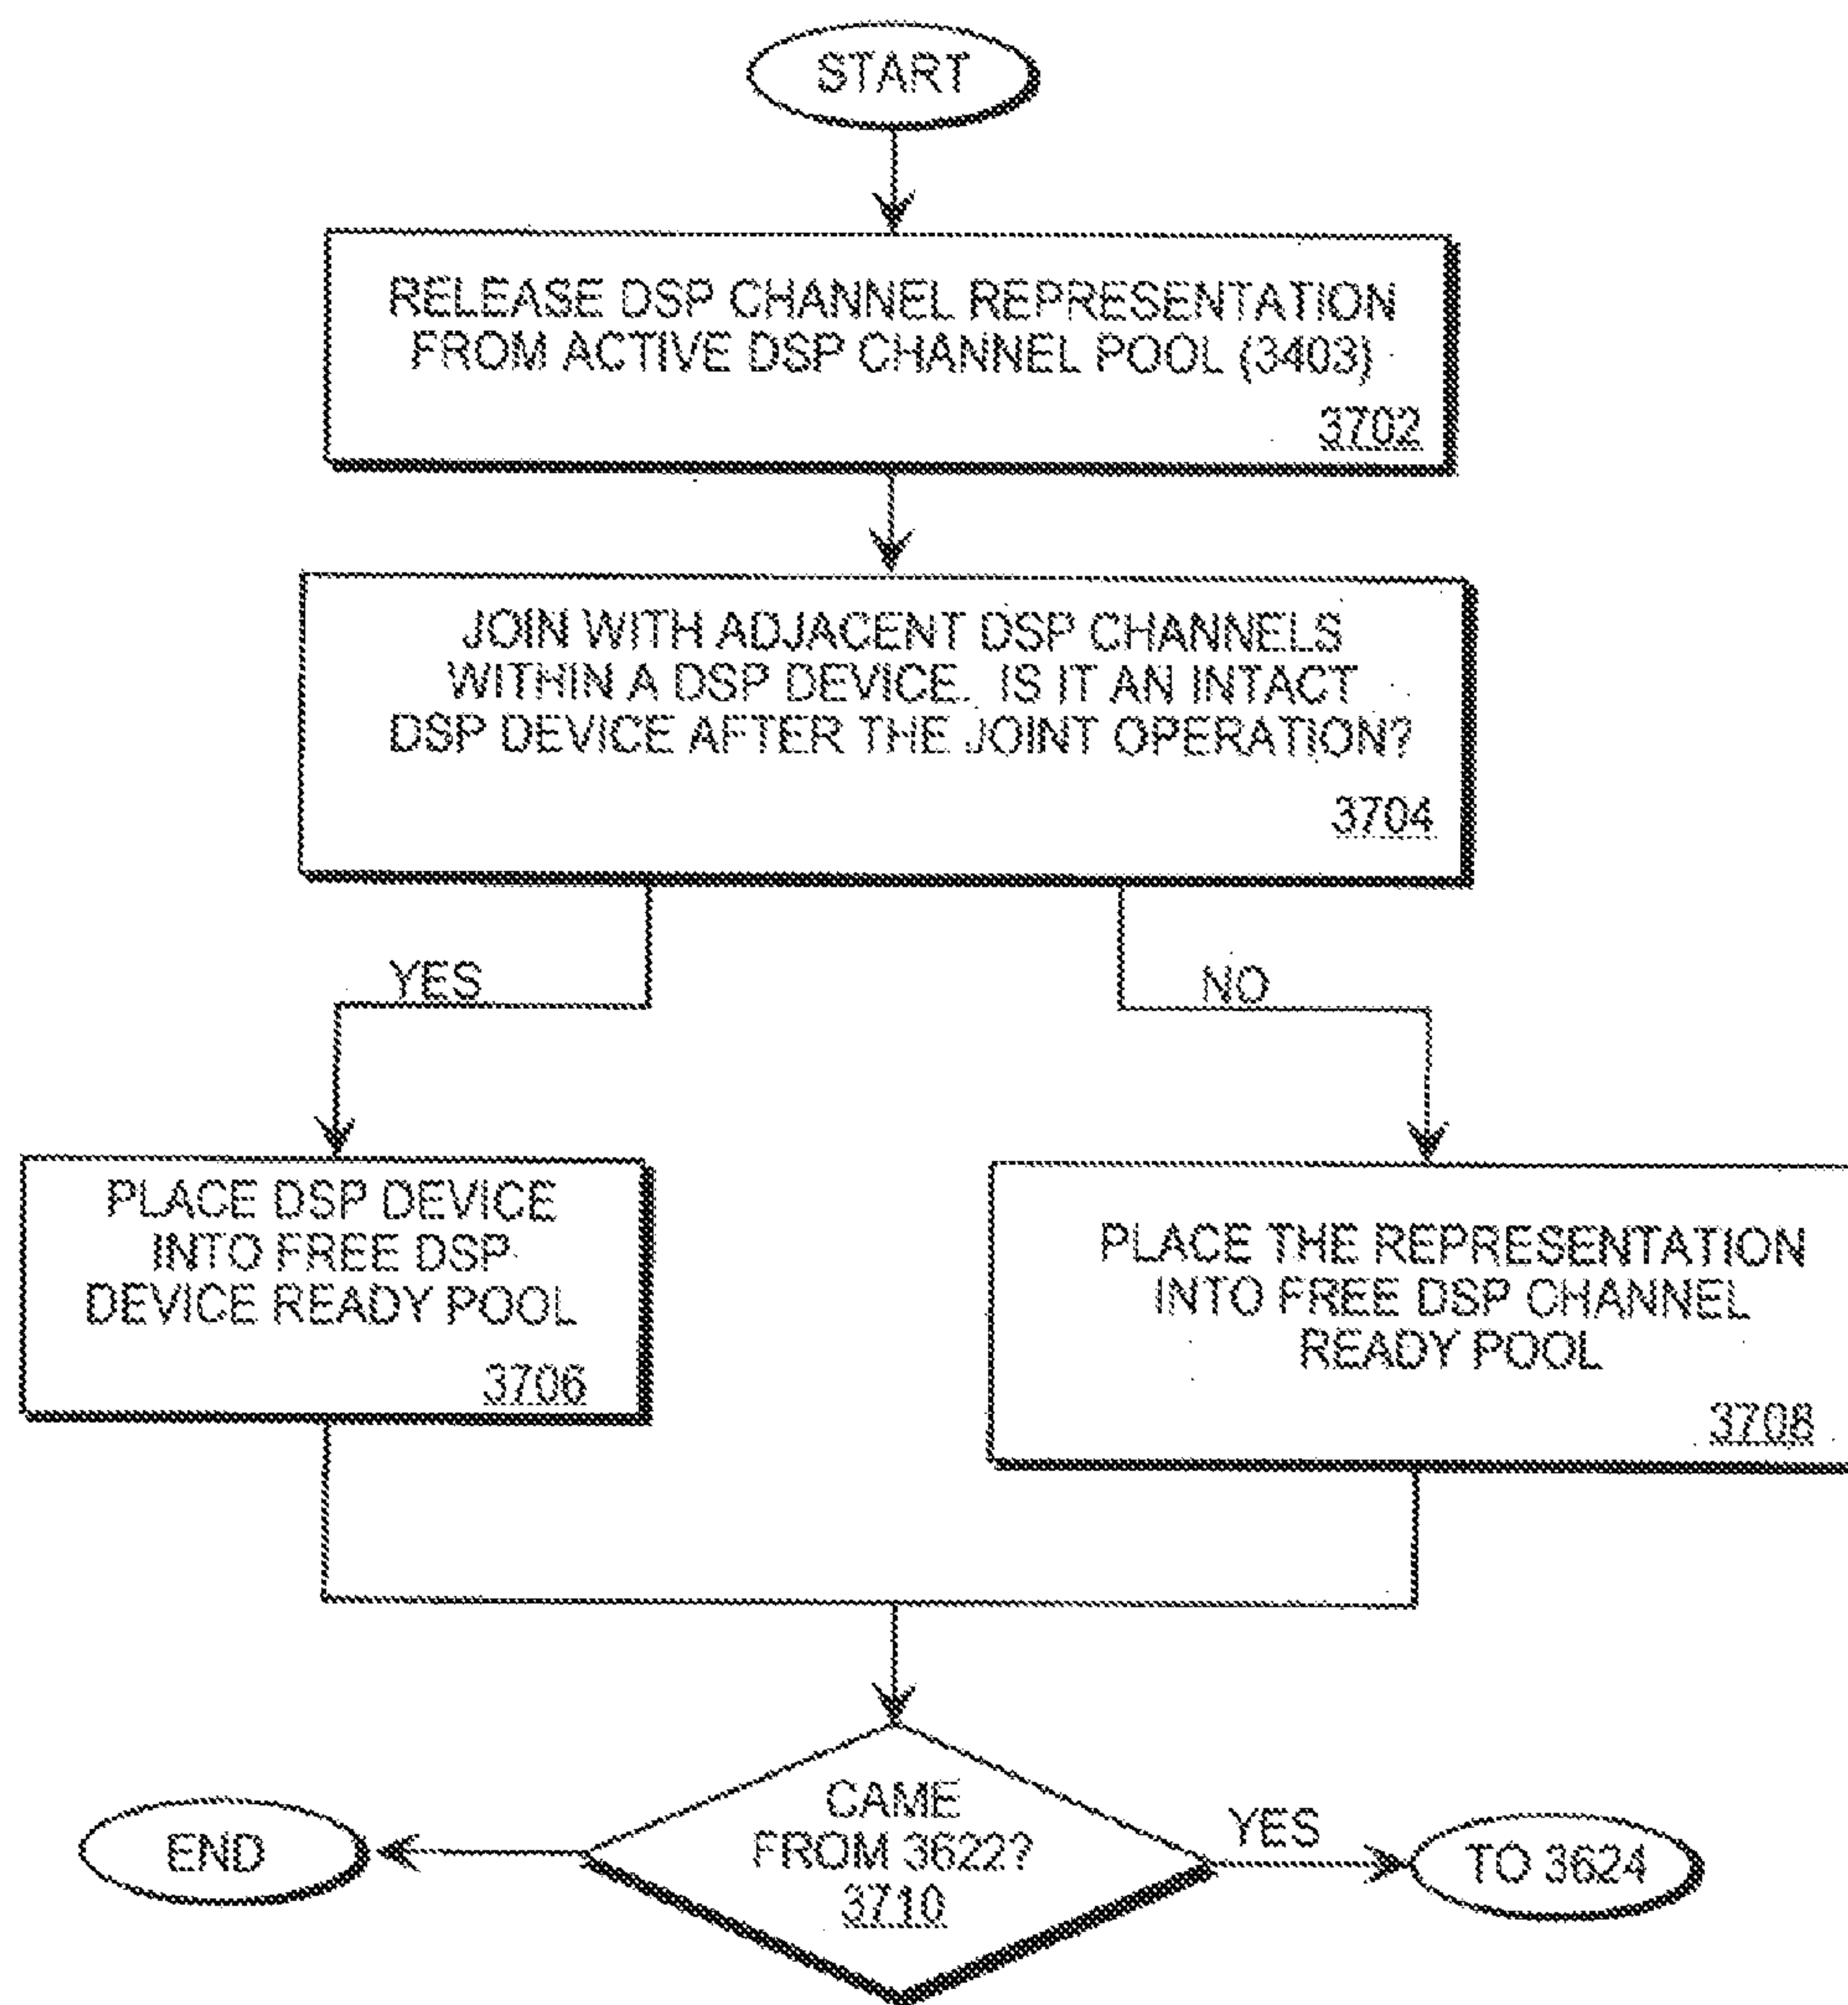 START
RELEASE DSP CHANNEL REPRESENTATION
FROM ACTIVE DSP CHANNEL POOL (3403)
3702
JOIN WITH ADJACENT DSP CHANNELS
WITHIN A DSP DEVICE. IS IT AN INTACT
DSP DEVICE AFTER THE JOINT OPERATION?
3704
YES
NO
PLACE DSP DEVICE
INTO FREE DSP
DEVICE READY POOL
3706
PLACE THE REPRESENTATION
INTO FREE DSP CHANNEL
READY POOL
3708
CAME
FROM 3622?
3710
END
YES
TO 3624